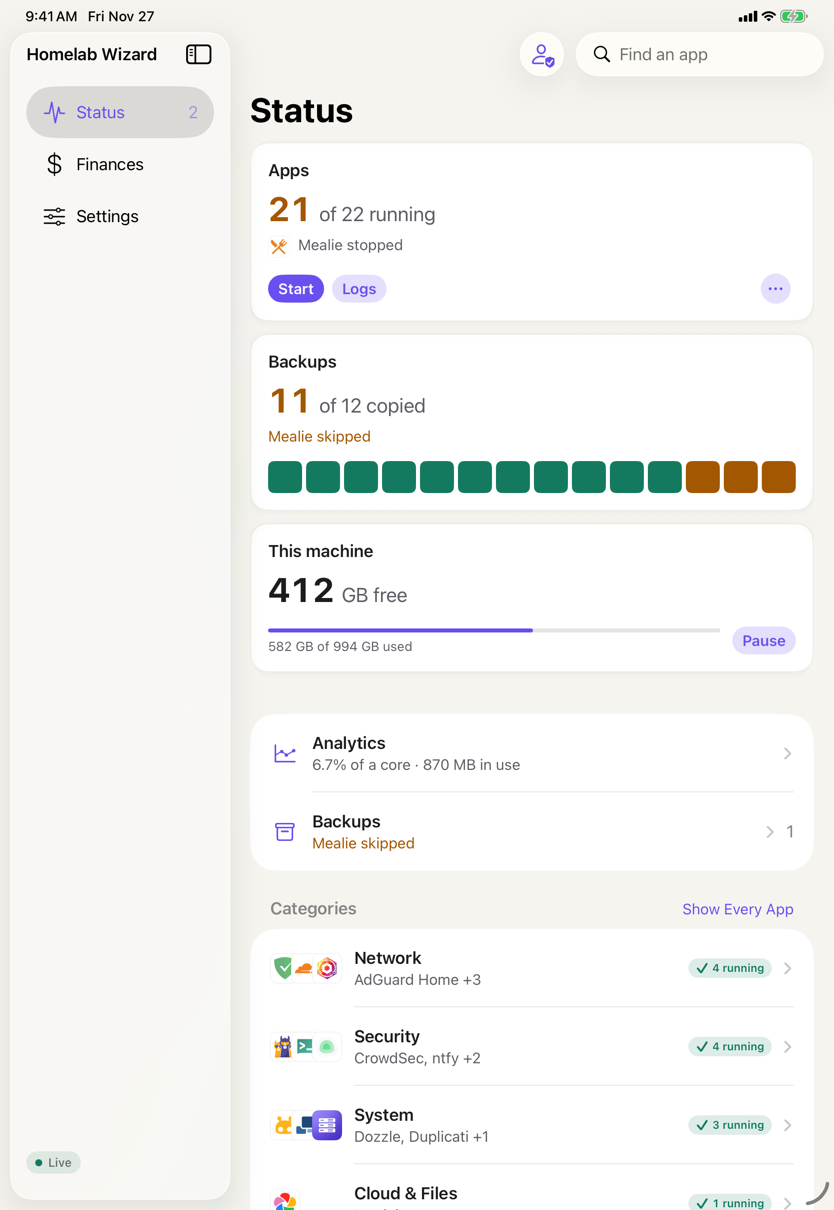 9:41 AM Fri Nov 27
Homelab Wizard
Find an app
Status 2
Finances
Settings
Live
Status
Apps
21 of 22 running
Mealie stopped
Start Logs
Backups
11 of 12 copied
Mealie skipped
This machine
412 GB free
582 GB of 994 GB used
Pause
Analytics
6.7% of a core · 870 MB in use
Backups
Mealie skipped
1
Categories
Show Every App
Network
AdGuard Home +3
4 running
Security
CrowdSec, ntfy +2
4 running
System
Dozzle, Duplicati +1
3 running
Cloud & Files
1 running